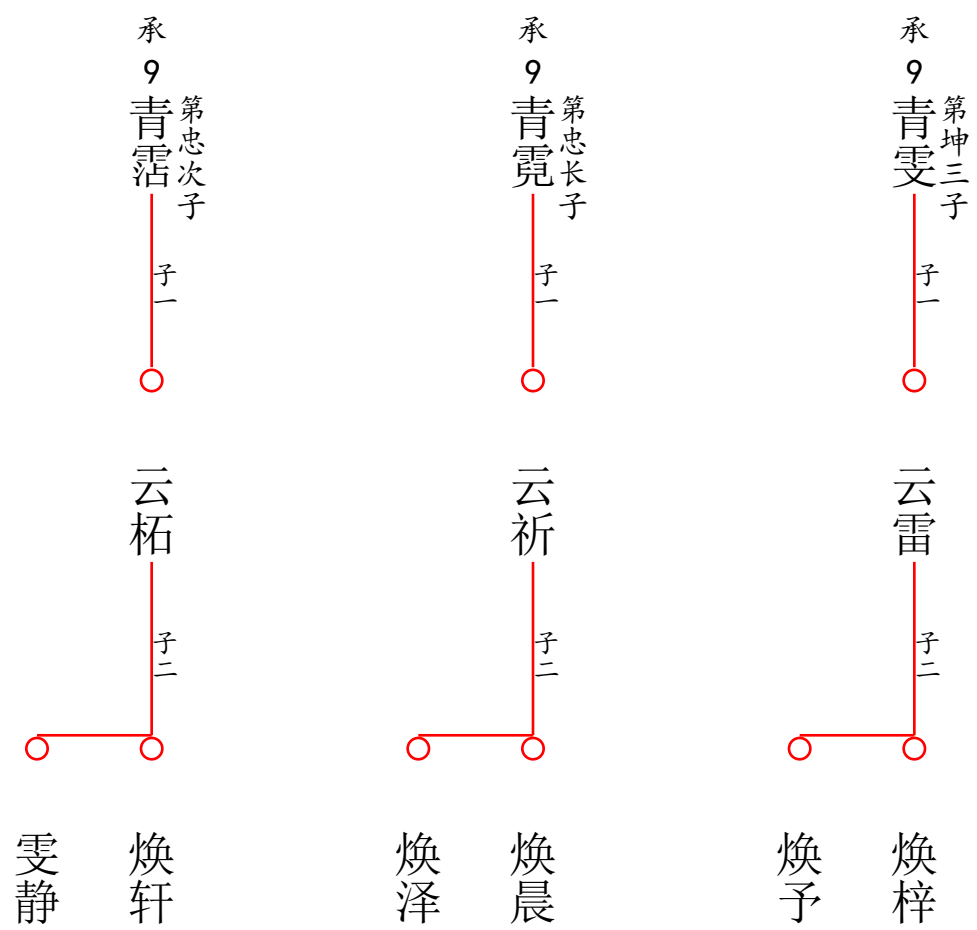 承
9
青雯
第坤三子
子一
云雷
子二
焕梓
焕予
承
9
青霓
第忠长子
子一
云祈
子二
焕晨
焕泽
承
9
青霑
第忠次子
子一
云柘
子二
焕轩
雯静